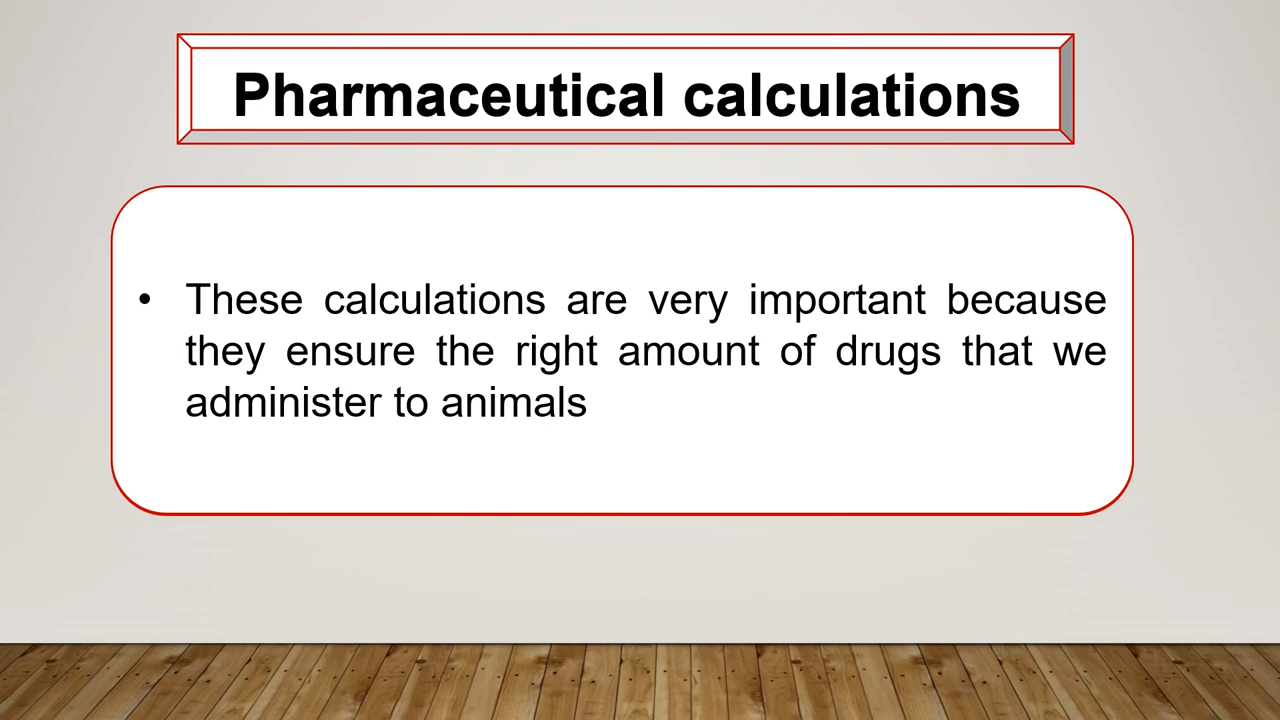 Pharmaceutical calculations
• These calculations are very important because
they ensure the right amount of drugs that we
administer to animals